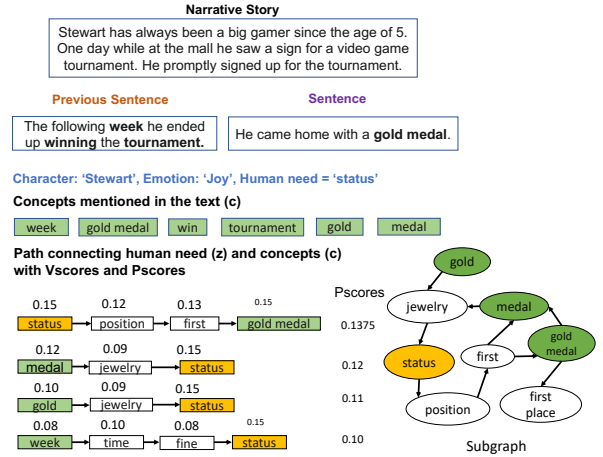 Narrative Story
Stewart has always been a big gamer since the age of 5.
One day while at the mall he saw a sign for a video game
tournament. He promptly signed up for the tournament.
Previous Sentence
Sentence
The following week he ended
up winning the tournament.
He came home with a gold medal.
Character: ‘Stewart’, Emotion: ‘Joy’, Human need = ‘status’
Concepts mentioned in the text (c)
week gold medal win tournament gold medal
Path connecting human need (z) and concepts (c)
with Vscores and Pscores
0.15 0.12 0.13 0.15
status position first gold medal
0.12 0.09 0.15
medal jewelry status
0.10 0.09 0.15
gold jewelry status
0.08 0.10 0.08 0.15
week time fine status
Pscores
0.1375
0.12
0.11
0.10
gold
jewelry
medal
status
first
gold
medal
position
first
place
Subgraph